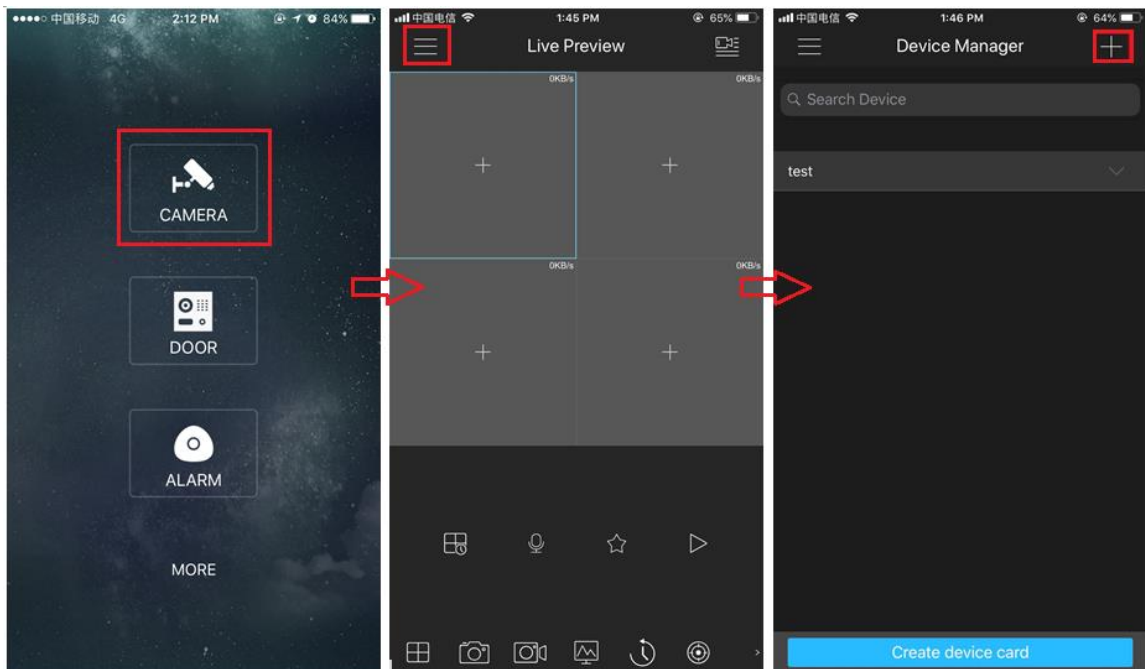 中国移动 4G 2:12 PM 84%
CAMERA
DOOR
ALARM
MORE
中国电信 1:45 PM 65%
Live Preview
0KB/s 0KB/s
0KB/s 0KB/s
中国电信 1:46 PM 64%
Device Manager
Search Device
test
Create device card